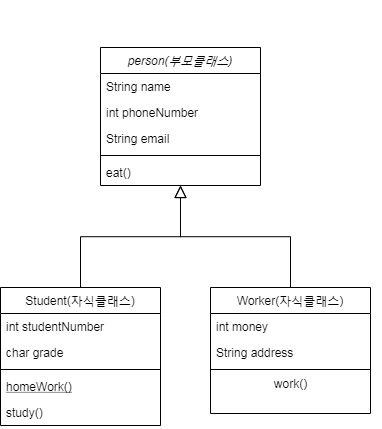 person(부모클래스)
String name
int phoneNumber
String email
eat()
Student(자식클래스)
int studentNumber
char grade
homeWork()
study()
Worker(자식클래스)
int money
String address
work()